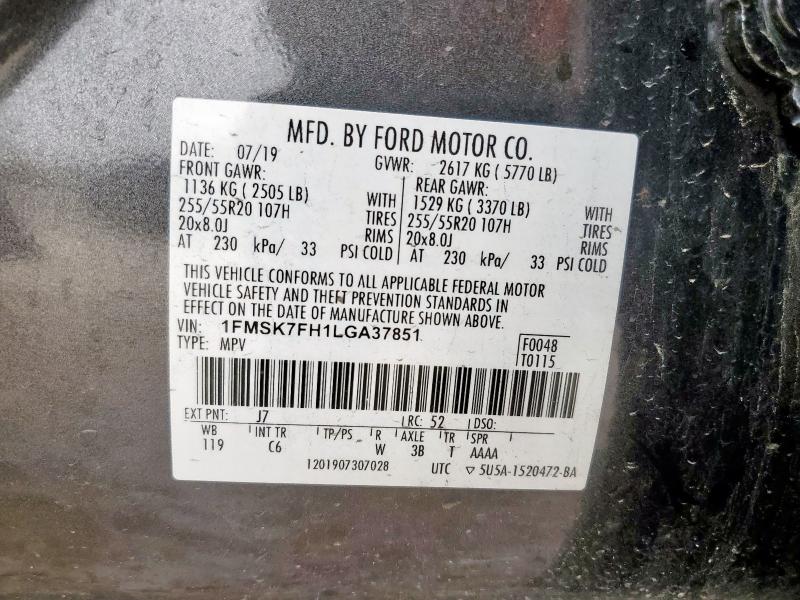 MFD. BY FORD MOTOR CO.
DATE: 07/19 GVWR: 2617 KG ( 5770 LB)
FRONT GAWR: REAR GAWR:
1136 KG ( 2505 LB) WITH 1529 KG ( 3370 LB) WITH
255/55R20 107H TIRES 255/55R20 107H TIRES
20x8.0J RIMS 20x8.0J RIMS
AT 230 kPa/ 33 PSI COLD AT 230 kPa/ 33 PSI COLD
THIS VEHICLE CONFORMS TO ALL APPLICABLE FEDERAL MOTOR
VEHICLE SAFETY AND THEFT PREVENTION STANDARDS IN
EFFECT ON THE DATE OF MANUFACTURE SHOWN ABOVE.
VIN: 1FMSK7FH1LGA37851
TYPE: MPV
F0048
T0115
EXT PNT: J7 RC: 52 DSO:
WB INT TR TP/PS R AXLE TR SPR
119 C6 W 3B T AAAA
1201907307028 UTC ▽ 5U5A-1520472-BA